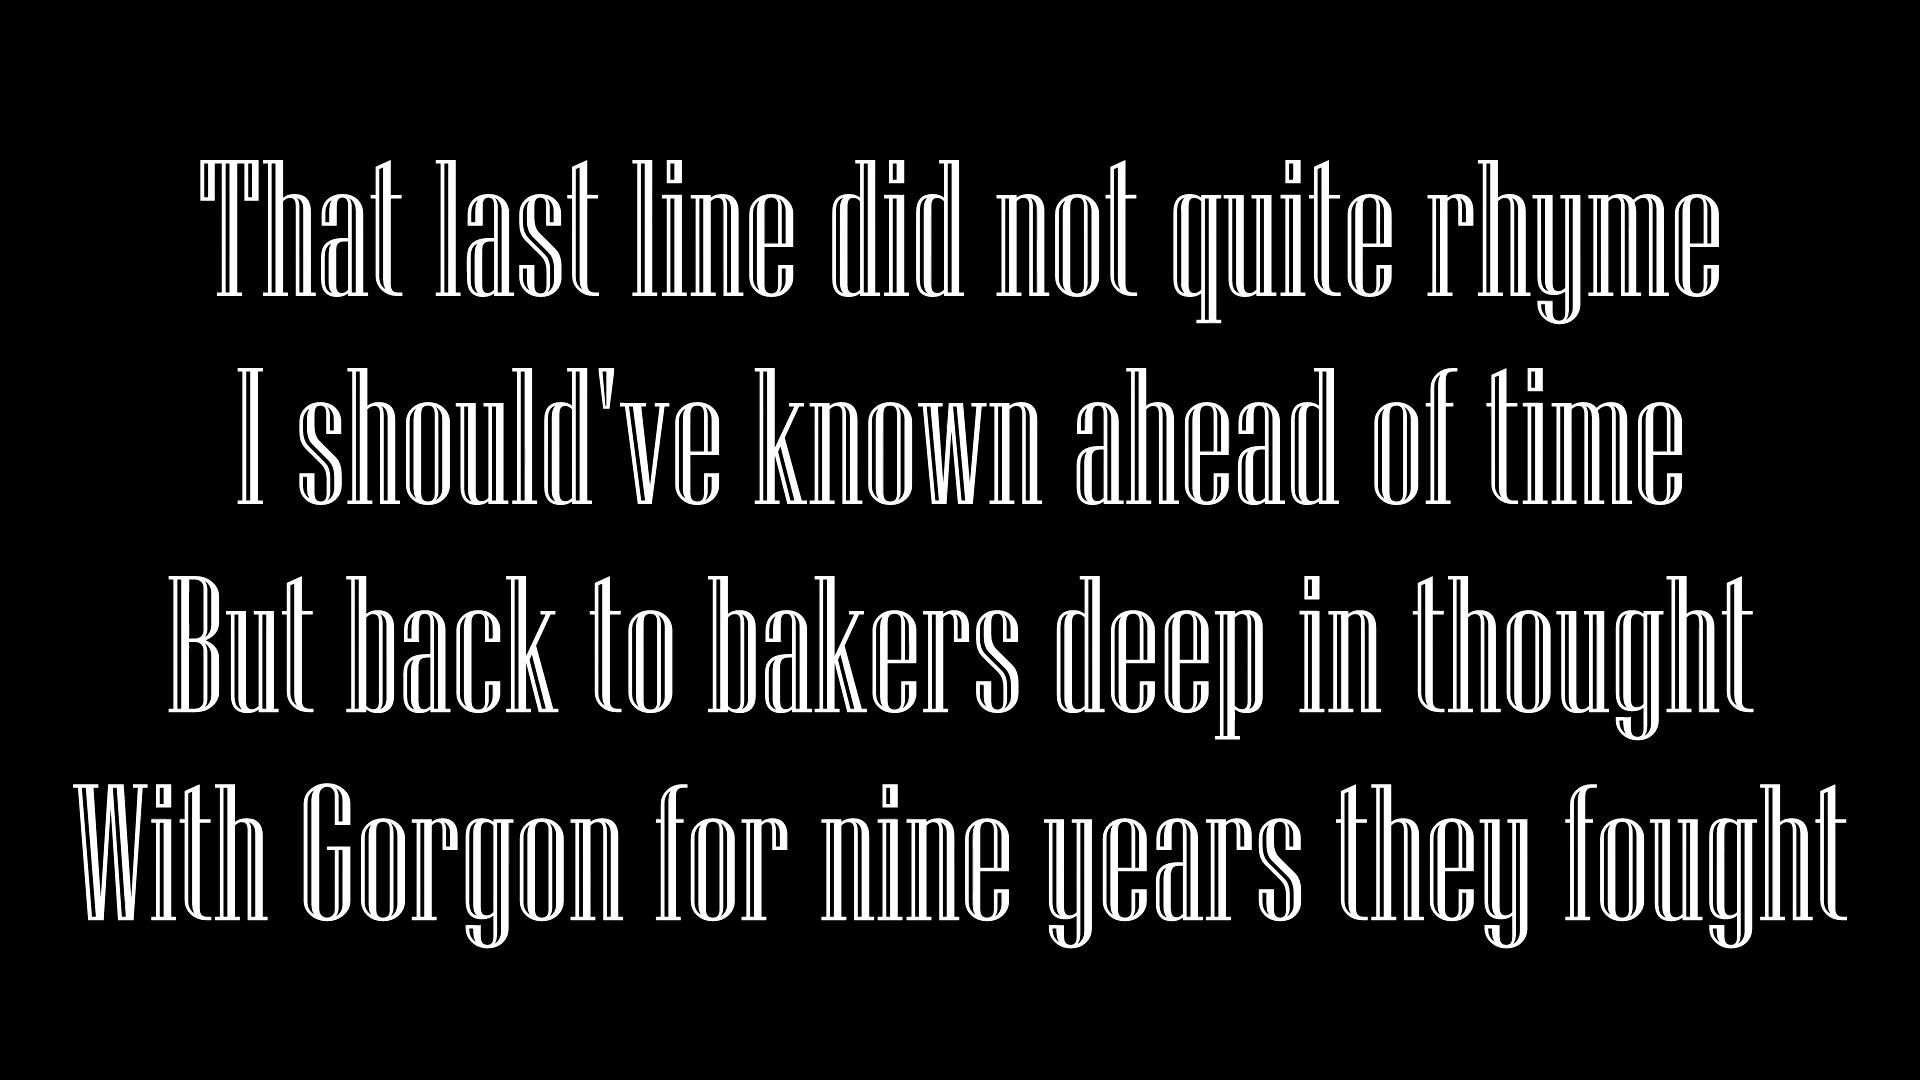 That last line did not quite rhyme
I should've known ahead of time
But back to bakers deep in thought
With Gorgon for nine years they fought